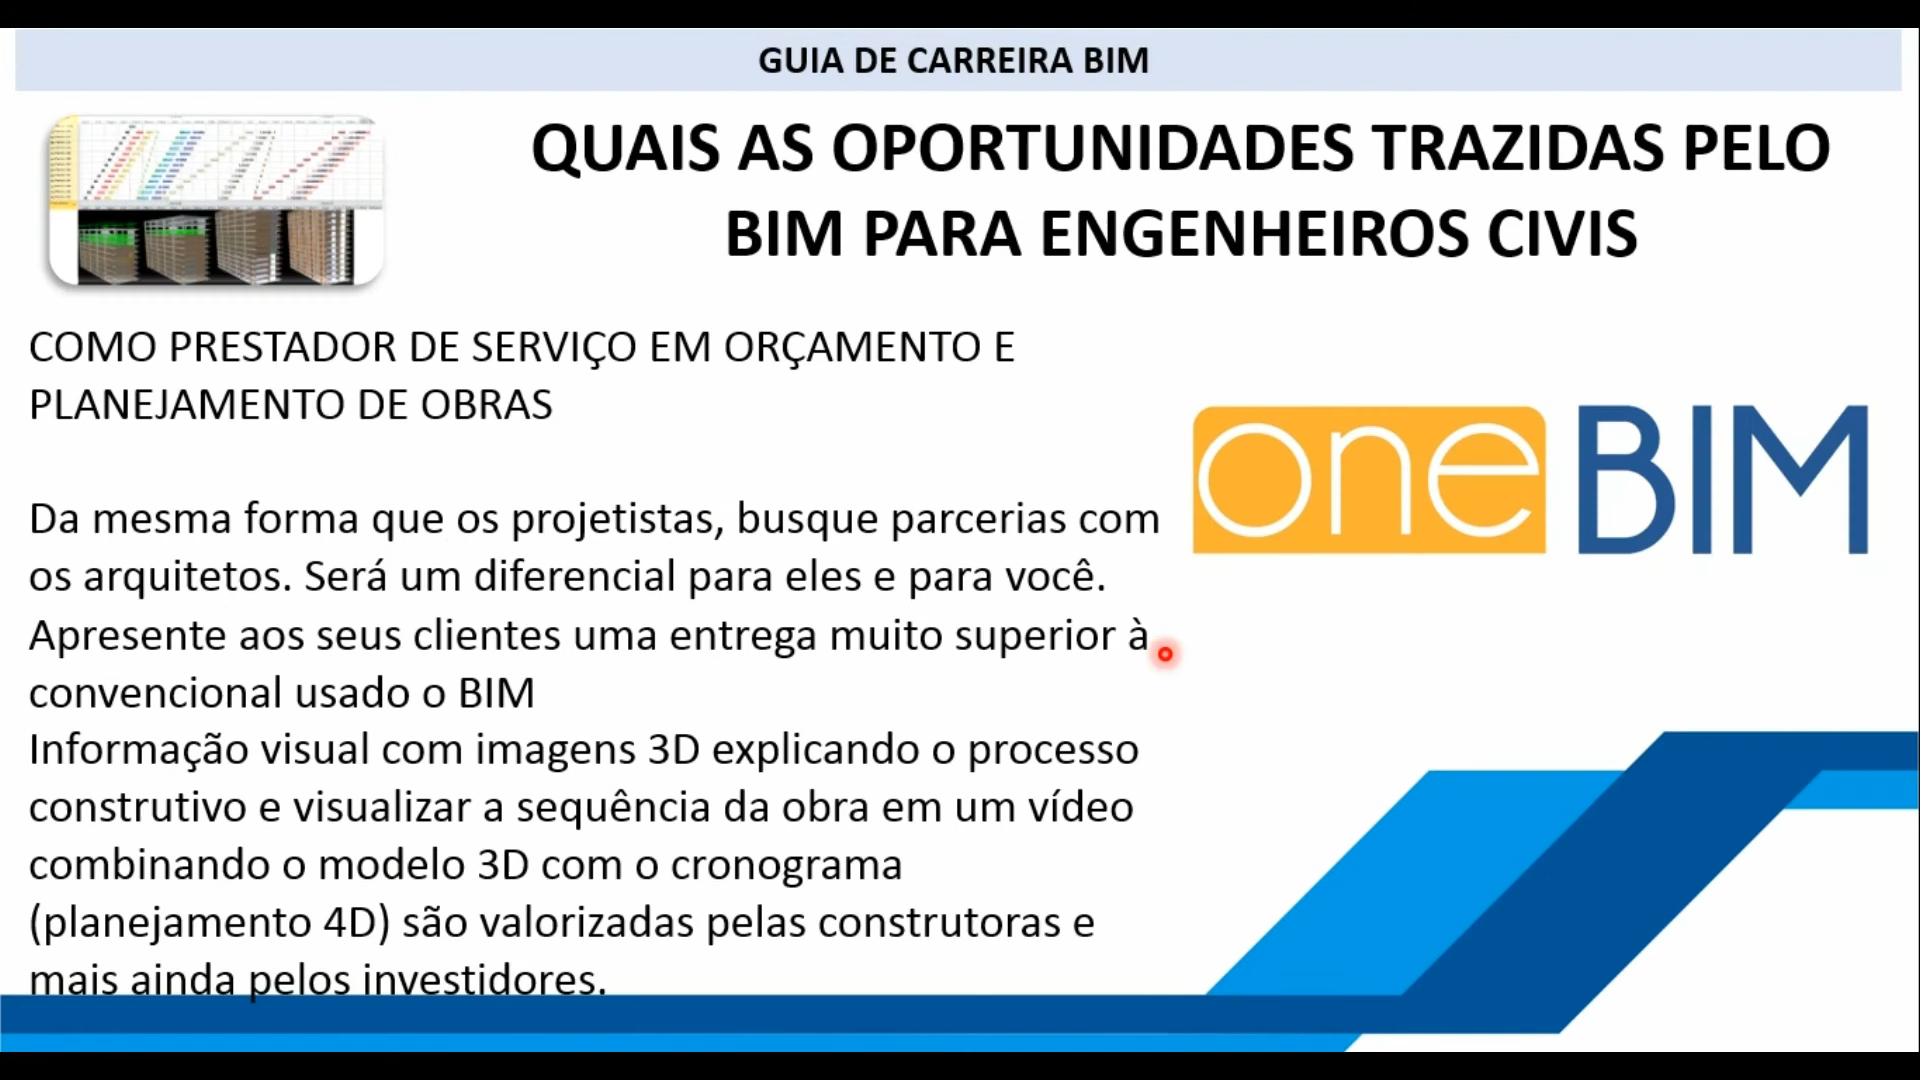 GUIA DE CARREIRA BIM
QUAIS AS OPORTUNIDADES TRAZIDAS PELO
BIM PARA ENGENHEIROS CIVIS
COMO PRESTADOR DE SERVIÇO EM ORÇAMENTO E
PLANEJAMENTO DE OBRAS
one BIM
Da mesma forma que os projetistas, busque parcerias com
os arquitetos. Será um diferencial para eles e para você.
Apresente aos seus clientes uma entrega muito superior à
convencional usado o BIM
Informação visual com imagens 3D explicando o processo
construtivo e visualizar a sequência da obra em um vídeo
combinando o modelo 3D com o cronograma
(planejamento 4D) são valorizadas pelas construtoras e
mais ainda pelos investidores.